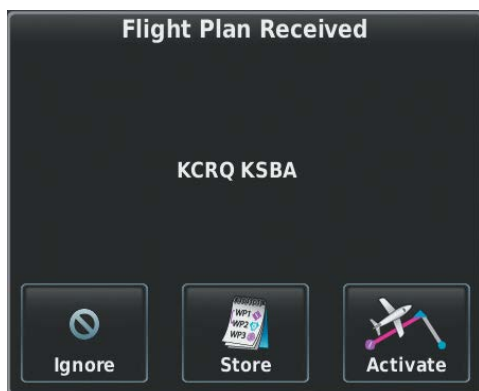 Flight Plan Received
KCRQ KSBA
WP1
WP2
WP3
Ignore
Store
Activate